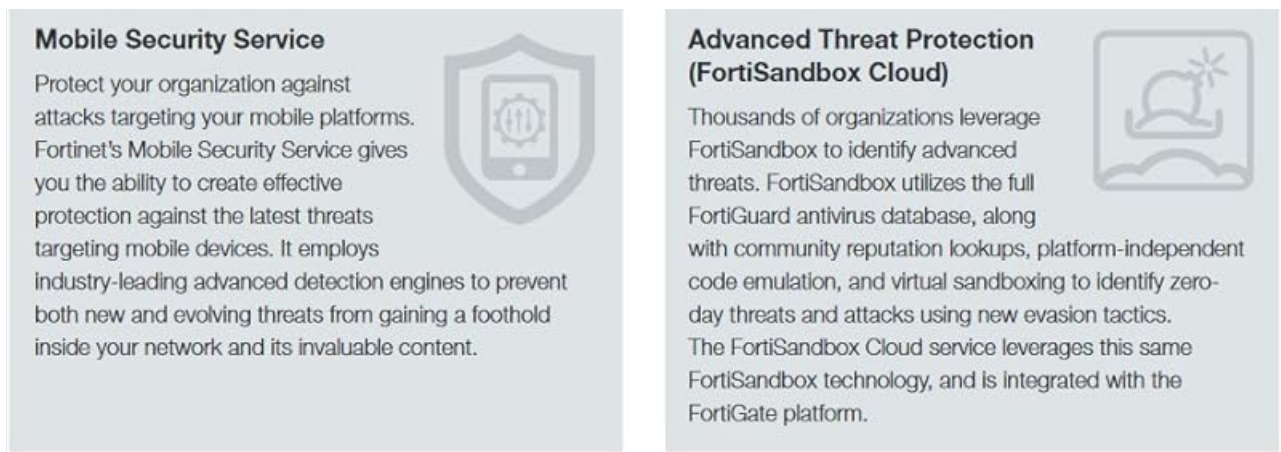 Mobile Security Service
Protect your organization against
attacks targeting your mobile platforms.
Fortinet's Mobile Security Service gives
you the ability to create effective
protection against the latest threats
targeting mobile devices. It employs
industry-leading advanced detection engines to prevent
both new and evolving threats from gaining a foothold
inside your network and its invaluable content.
Advanced Threat Protection
(FortiSandbox Cloud)
Thousands of organizations leverage
FortiSandbox to identify advanced
threats. FortiSandbox utilizes the full
FortiGuard antivirus database, along
with community reputation lookups, platform-independent
code emulation, and virtual sandboxing to identify zero-
day threats and attacks using new evasion tactics.
The FortiSandbox Cloud service leverages this same
FortiSandbox technology, and is integrated with the
FortiGate platform.